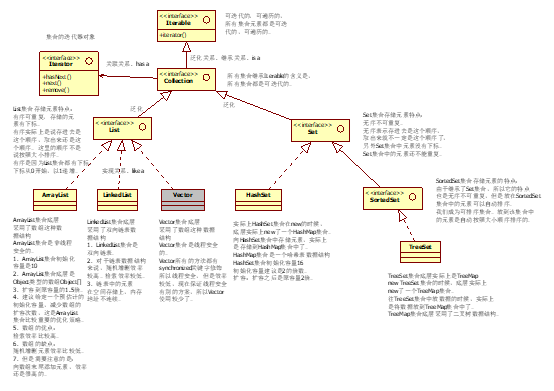 集合的迭代器对象
<<interface>>
Iterable
+iterator()
可迭代的，可遍历的。
所有集合元素都是可迭
代的，可遍历的。
<<interface>>
Iterator
+hasNext()
+next()
+remove()
关联关系，has a
泛化关系，继承关系，is a
<<interface>>
Collection
所有集合继承Iterable的含义是，
所有集合都是可迭代的。
泛化
泛化
List集合存储元素特点：
有序可重复，存储的元
素有下标。
有序实际上是说存进去是
这个顺序，取出来还是这
个顺序。这里的顺序不是
说按照大小排序。
有序是因为List集合都有下标，
下标从0开始，以1递增。
<<interface>>
List
<<interface>>
Set
Set集合存储元素特点：
无序不可重复
无序表示存进去是这个顺序，
取出来就不一定是这个顺序了。
另外Set集合中元素没有下标。
Set集合中的元素还不能重复。
实现关系，like a
<<interface>>
SortedSet
SortedSet集合存储元素的特点：
由于继承了Set集合，所以它的特点
也是无序不可重复，但是放在SortedSet
集合中的元素可以自动排序。
我们成为可排序集合，放到该集合中
的元素是自动按照大小顺序排序的。
ArrayList
LinkedList
Vector
HashSet
TreeSet
ArrayList集合底层
采用了数组这种数
据结构
ArrayList集合是非线程
安全的。
1、ArrayList集合初始化
容量是10
2、ArrayList集合底层是
Object类型的数组Object[]
3、扩容到原容量的1.5倍。
4、建议给定一个预估计的
初始化容量，减少数组的
扩容次数，这是ArrayList
集合比较重要的优化策略。
5、数组的优点：
检索效率比较高。
6、数组的缺点：
随机增删元素效率比较低。
7、但是需要注意的是：
向数组末尾添加元素，效率
还是很高的。
LinkedList集合底层
采用了双向链表数
据结构
1、LinkedList集合是
双向链表。
2、对于链表数据结构
来说，随机增删效率
较高。检索效率较低。
3、链表中的元素
在空间存储上，内存
地址不连续。
Vector集合底层
采用了数组这种数
据结构
Vector集合是线程安
全的。
Vector所有的方法都有
synchronized关键字修饰
所以线程安全，但是效率
较低，现在保证线程安全
有别的方案，所以Vector
使用较少了。
实际上HashSet集合在new的时候，
底层实际上new了一个HashMap集合。
向HashSet集合中存储元素，实际上
是存储到HashMap集合中了。
HashMap集合是一个哈希表数据结构。
HashSet集合初始化容量16
初始化容量建议是2的倍数。
扩容：扩容之后是原容量2倍。
TreeSet集合底层实际上是TreeMap
new TreeSet集合的时候，底层实际上
new了一个TreeMap集合。
往TreeSet集合中放数据的时候，实际上
是将数据放到TreeMap集合中了。
TreeMap集合底层采用了二叉树数据结构。